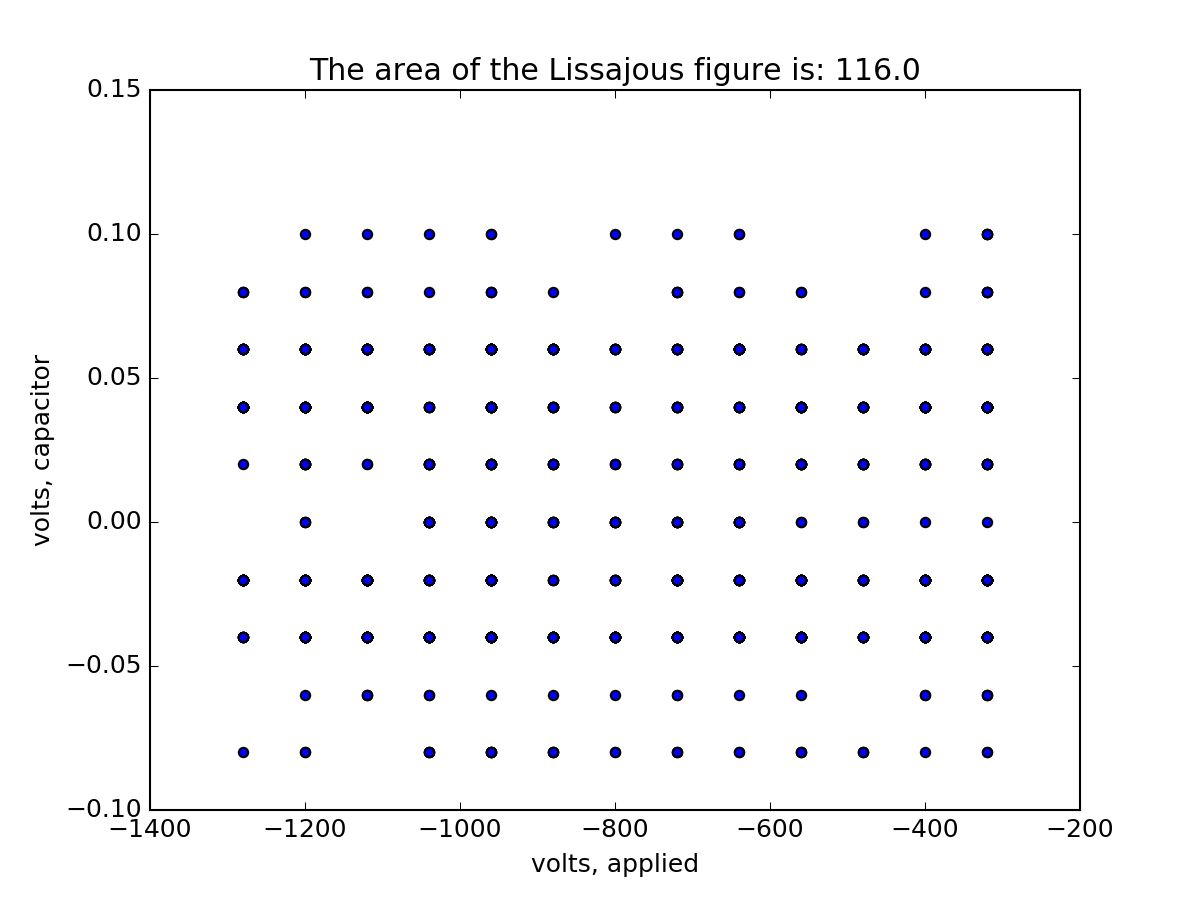 The area of the Lissajous figure is: 116.0
0.15
0.10
0.05
0.00
−0.05
−0.10
−1400 −1200 −1000 −800 −600 −400 −200
volts, capacitor
volts, applied